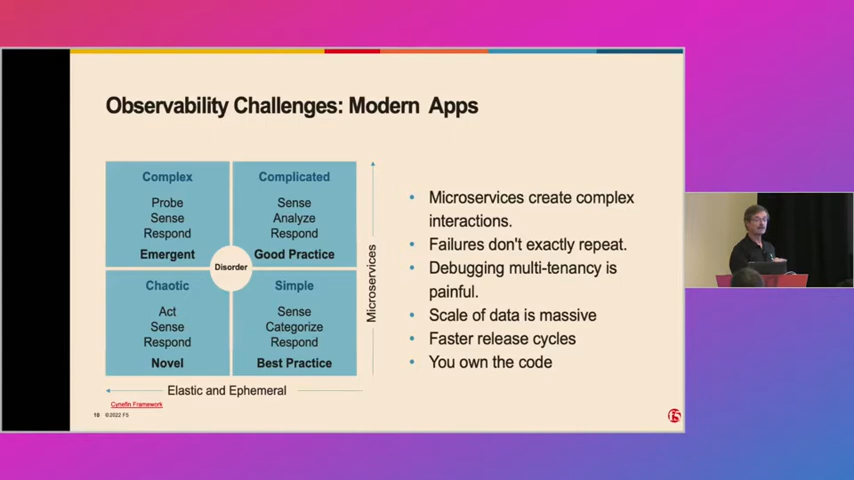 Observability Challenges: Modern Apps
Complex
Probe
Sense
Respond
Emergent
Complicated
Sense
Analyze
Respond
Good Practice
Disorder
Chaotic
Act
Sense
Respond
Novel
Simple
Sense
Categorize
Respond
Best Practice
Microservices
Elastic and Ephemeral
Cynefin Framework
• Microservices create complex
interactions.
• Failures don't exactly repeat.
• Debugging multi-tenancy is
painful.
• Scale of data is massive
• Faster release cycles
• You own the code
10 ©2022 F5
f5